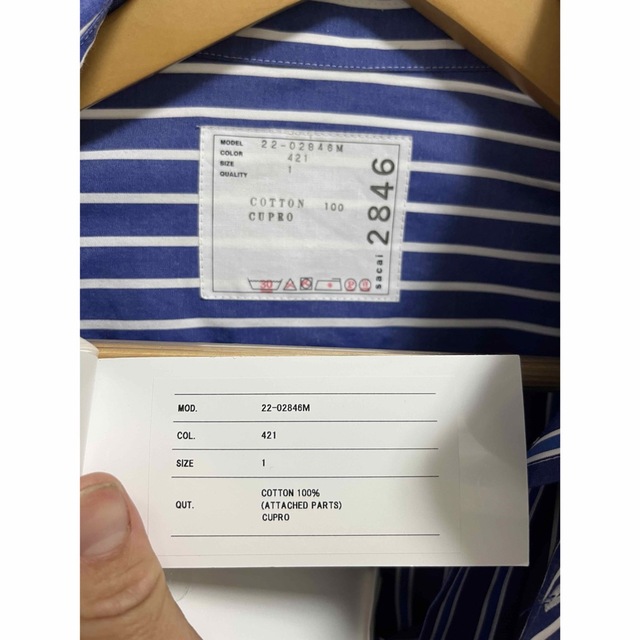 MODEL 22-02846M
COLOR 421
SIZE 1
QUALITY
COTTON 100
CUPRO
sacai 2846
MOD. 22-02846M
COL. 421
SIZE 1
QUT. COTTON 100%
(ATTACHED PARTS)
CUPRO